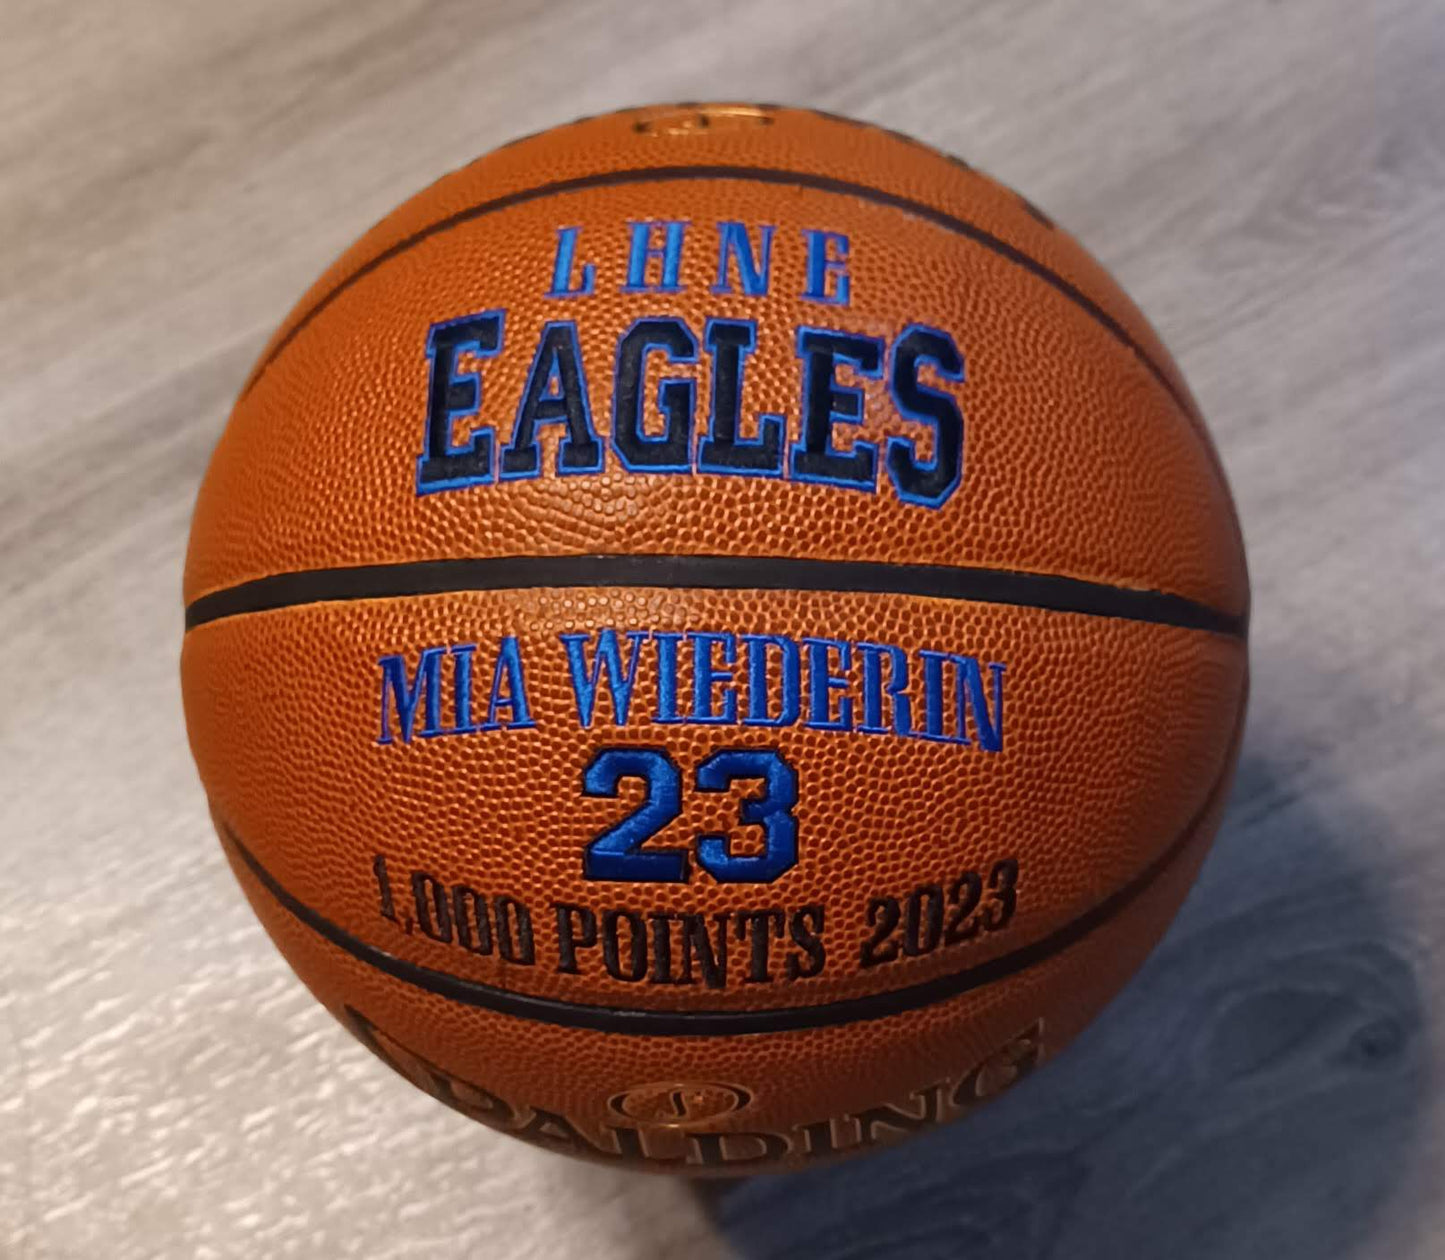 LHNE
EAGLES
MIA WIEDERIN
23
1,000 POINTS 2023
SPALDING